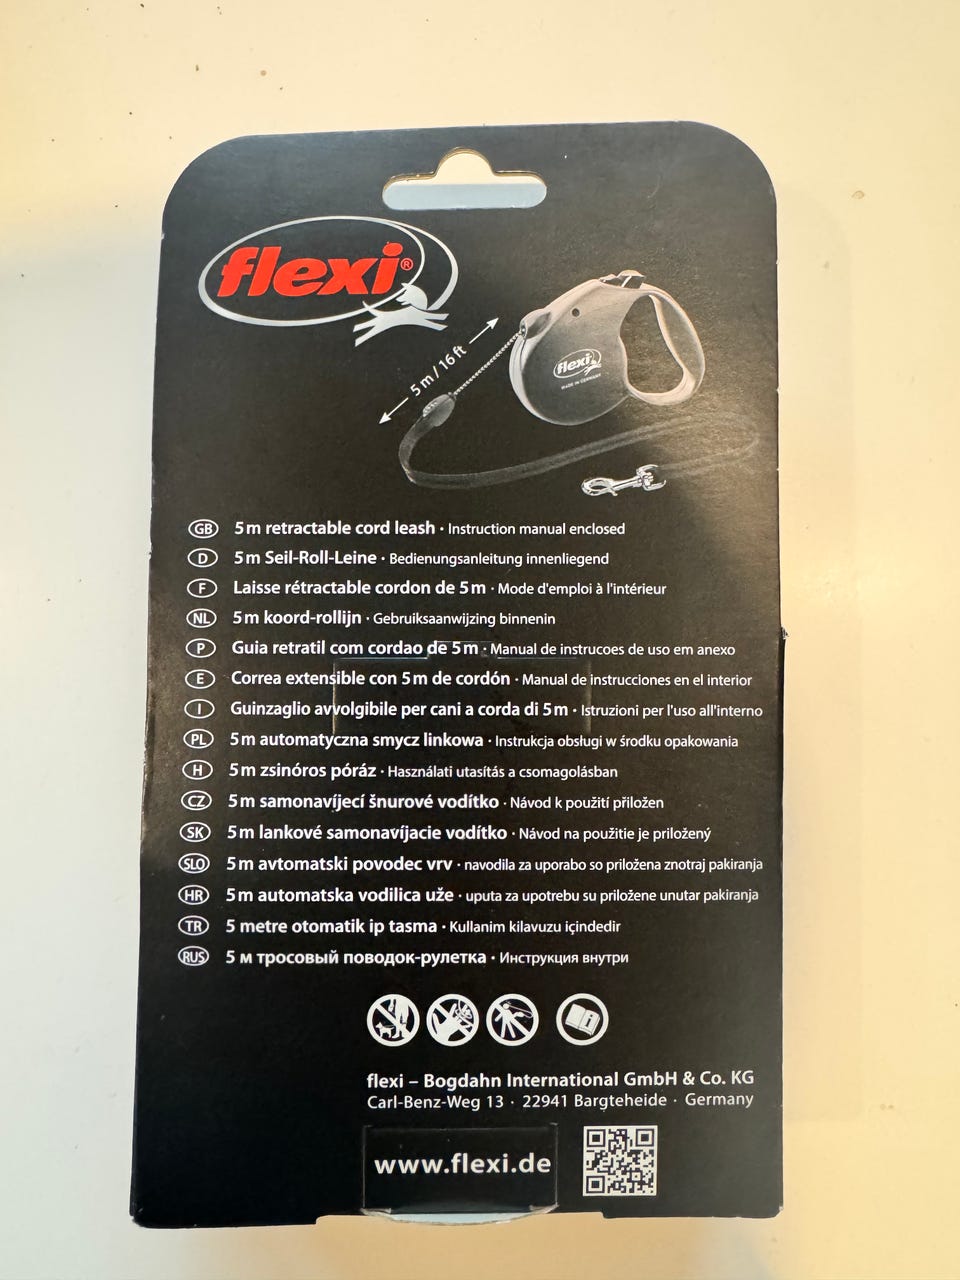 flexi®
5 m / 16 ft
flexi
MADE IN GERMANY
GB 5 m retractable cord leash · Instruction manual enclosed
D 5 m Seil-Roll-Leine · Bedienungsanleitung innenliegend
F Laisse rétractable cordon de 5 m · Mode d'emploi à l'intérieur
NL 5 m koord-rollijn · Gebruiksaanwijzing binnenin
P Guia retratil com cordao de 5 m · Manual de instrucoes de uso em anexo
E Correa extensible con 5 m de cordón · Manual de instrucciones en el interior
I Guinzaglio avvolgibile per cani a corda di 5 m · Istruzioni per l'uso all'interno
PL 5 m automatyczna smycz linkowa · Instrukcja obsługi w środku opakowania
H 5 m zsinóros póráz · Használati utasítás a csomagolásban
CZ 5 m samonavíjecí šnurové vodítko · Návod k použití přiložen
SK 5 m lankové samonavíjacie vodítko · Návod na použitie je priložený
SLO 5 m avtomatski povodec vrv · navodila za uporabo so priložena znotraj pakiranja
HR 5 m automatska vodilica uže · uputa za upotrebu su priložene unutar pakiranja
TR 5 metre otomatik ip tasma · Kullanim kilavuzu içindedir
RUS 5 м тросовый поводок-рулетка · Инструкция внутри
i
flexi – Bogdahn International GmbH & Co. KG
Carl-Benz-Weg 13 · 22941 Bargteheide · Germany
www.flexi.de